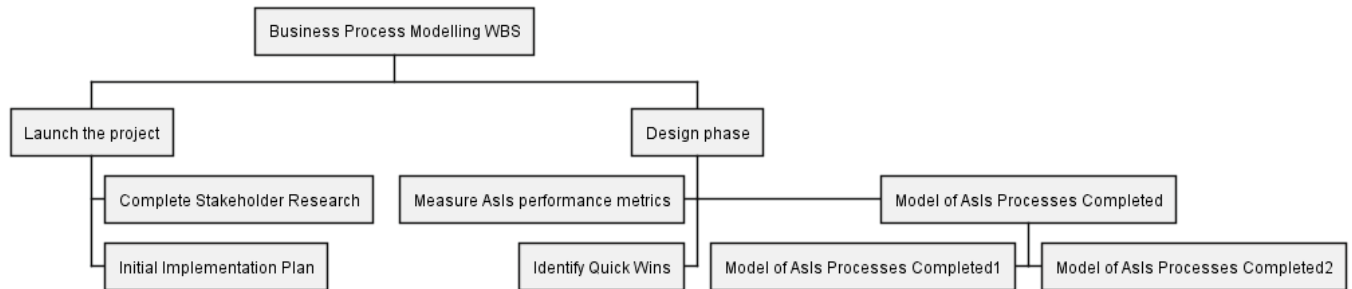 Business Process Modelling WBS
Launch the project
Design phase
Complete Stakeholder Research
Measure AsIs performance metrics
Model of AsIs Processes Completed
Initial Implementation Plan
Identify Quick Wins
Model of AsIs Processes Completed1
Model of AsIs Processes Completed2